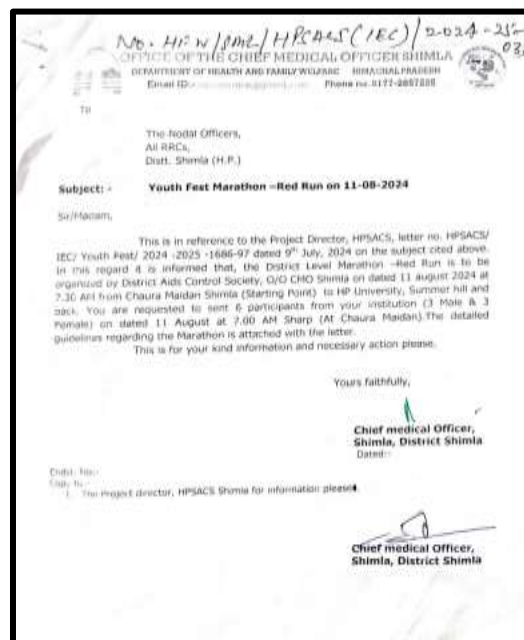 No. HFW/SML/HPSACS(IEC)/2024-25-
03
OFFICE OF THE CHIEF MEDICAL OFFICER SHIMLA
DEPARTMENT OF HEALTH AND FAMILY WELFARE HIMACHAL PRADESH
Email ID:- Phone no.0177-
To
The Nodal Officers,
All RRCs,
Distt. Shimla (H.P.)
Subject: - Youth Fest Marathon –Red Run on 11-08-2024
Sir/Madam,
This is in reference to the Project Director, HPSACS, letter no. HPSACS/
IEC/ Youth Fest/ 2024 -2025 -1686-97 dated 9th July, 2024 on the subject cited above.
In this regard it is informed that, the District Level Marathon –Red Run is to be
organized by District Aids Control Society, O/O CMO Shimla on dated 11 august 2024 at
7.30 AM from Chaura Maidan Shimla (Starting Point) to HP University, Summer hill and
back. You are requested to sent 6 participants from your institution (3 Male & 3
Female) on dated 11 August at 7.00 AM Sharp (At Chaura Maidan).The detailed
guidelines regarding the Marathon is attached with the letter.
This is for your kind information and necessary action please.
Yours faithfully,
Chief medical Officer,
Shimla, District Shimla
Dated:-
Endst. No:-
Copy to:-
1. The Project director, HPSACS Shimla for information please.
Chief medical Officer,
Shimla, District Shimla